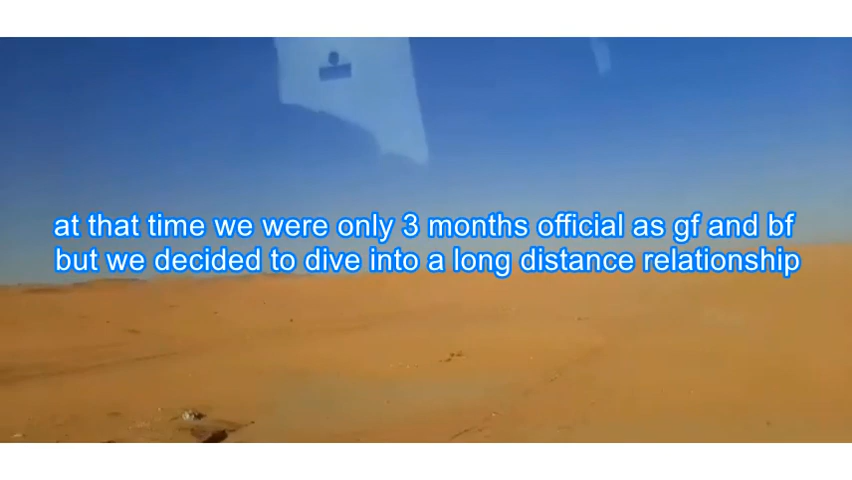 at that time we were only 3 months official as gf and bf
but we decided to dive into a long distance relationship